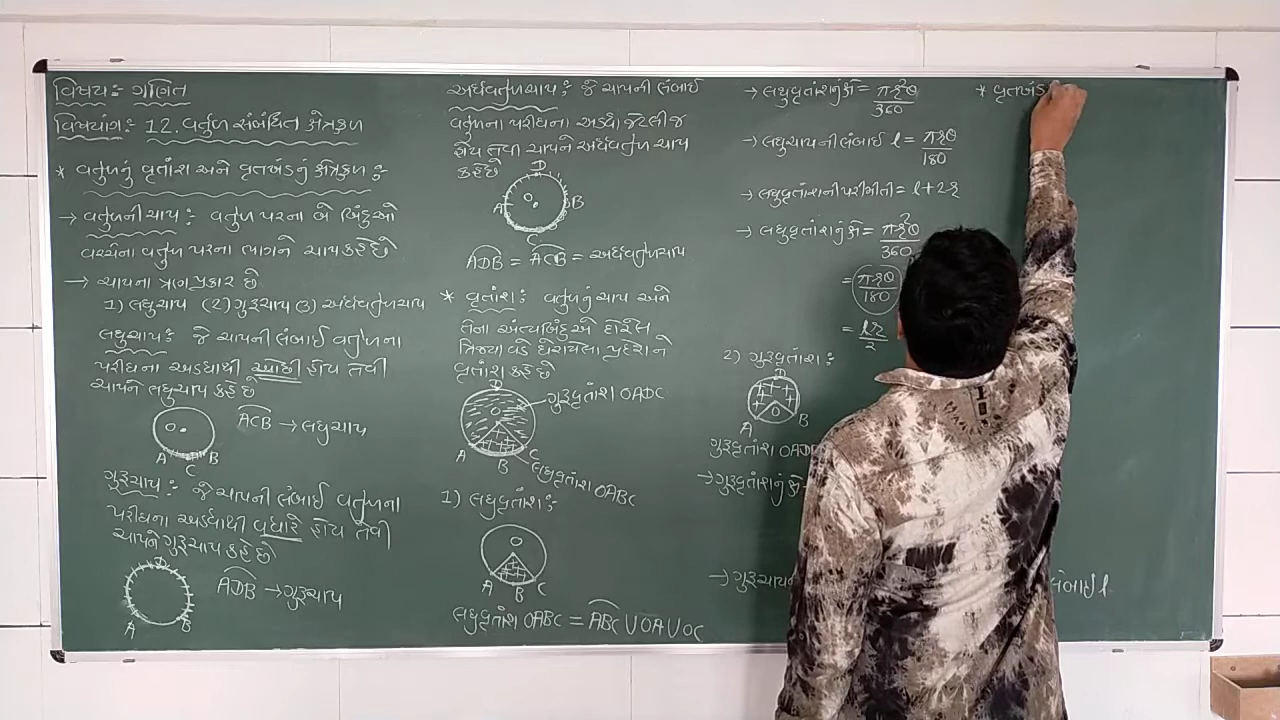 વિષય:- ગણિત
વિષયાંગ:- 12. વર્તુળ સંબંધિત ક્ષેત્રફળ
* વર્તુળનું વૃતાંશ અને વૃતખંડનું ક્ષેત્રફળ :-
→ વર્તુળની ચાપ :- વર્તુળ પરના બે બિંદુઓ
વચ્ચેના વર્તુળ પરના ભાગને ચાપ કહે છે
→ ચાપના ત્રણ પ્રકાર છે.
1) લઘુચાપ (2) ગુરૂચાપ (3) અર્ધવર્તુળચાપ
લઘુચાપ :- જે ચાપની લંબાઈ વર્તુળના
પરીઘના અડધાથી ઓછી હોય તેવી
ચાપને લઘુચાપ કહે છે
O
A C B
ACB → લઘુચાપ
ગુરૂચાપ :- જે ચાપની લંબાઈ વર્તુળના
પરીઘના અડધાથી વધારે હોય તેવી
ચાપને ગુરૂચાપ કહે છે
D
A B
ADB → ગુરૂચાપ
અર્ધવર્તુળચાપ :- જે ચાપની લંબાઈ
વર્તુળના પરીઘના અડધા જેટલી જ
હોય તેવી ચાપને અર્ધવર્તુળ ચાપ
કહે છે
D
A O B
C
ADB = ACB = અર્ધવર્તુળચાપ
* વૃતાંશ :- વર્તુળનું ચાપ અને
તેના અંત્યબિંદુઓ દોરેલ
ત્રિજ્યા વડે ઘેરાયેલા પ્રદેશને
વૃતાંશ કહે છે
D
O
A B C
ગુરૂવૃતાંશ OADC
લઘુવૃતાંશ OABC
1) લઘુવૃતાંશ :-
O
A B C
લઘુવૃતાંશ OABC = ABC ∪ OA ∪ OC
→ લઘુવૃતાંશનું ક્ષે = πr²θ/360
→ લઘુચાપની લંબાઈ l = πrθ/180
→ લઘુવૃતાંશની પરીમીતી = l + 2r
→ લઘુવૃતાંશનું ક્ષે = πr²θ/360
= (πrθ/180)
= lr/2
2) ગુરૂવૃતાંશ :-
D
O
A B
ગુરૂવૃતાંશ
→ ગુરૂવૃતાંશનું ક્ષે
→ ગુરૂચાપ
લંબાઈ l
* વૃતખંડ